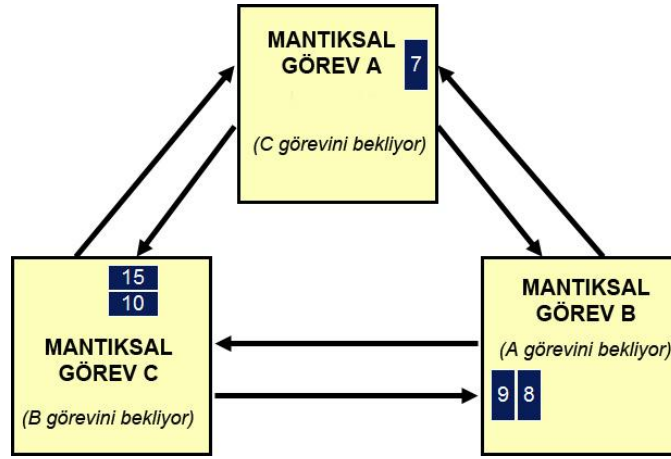 MANTIKSAL
GÖREV A
7
(C görevini bekliyor)
15
10
MANTIKSAL
GÖREV C
(B görevini bekliyor)
MANTIKSAL
GÖREV B
(A görevini bekliyor)
9 8